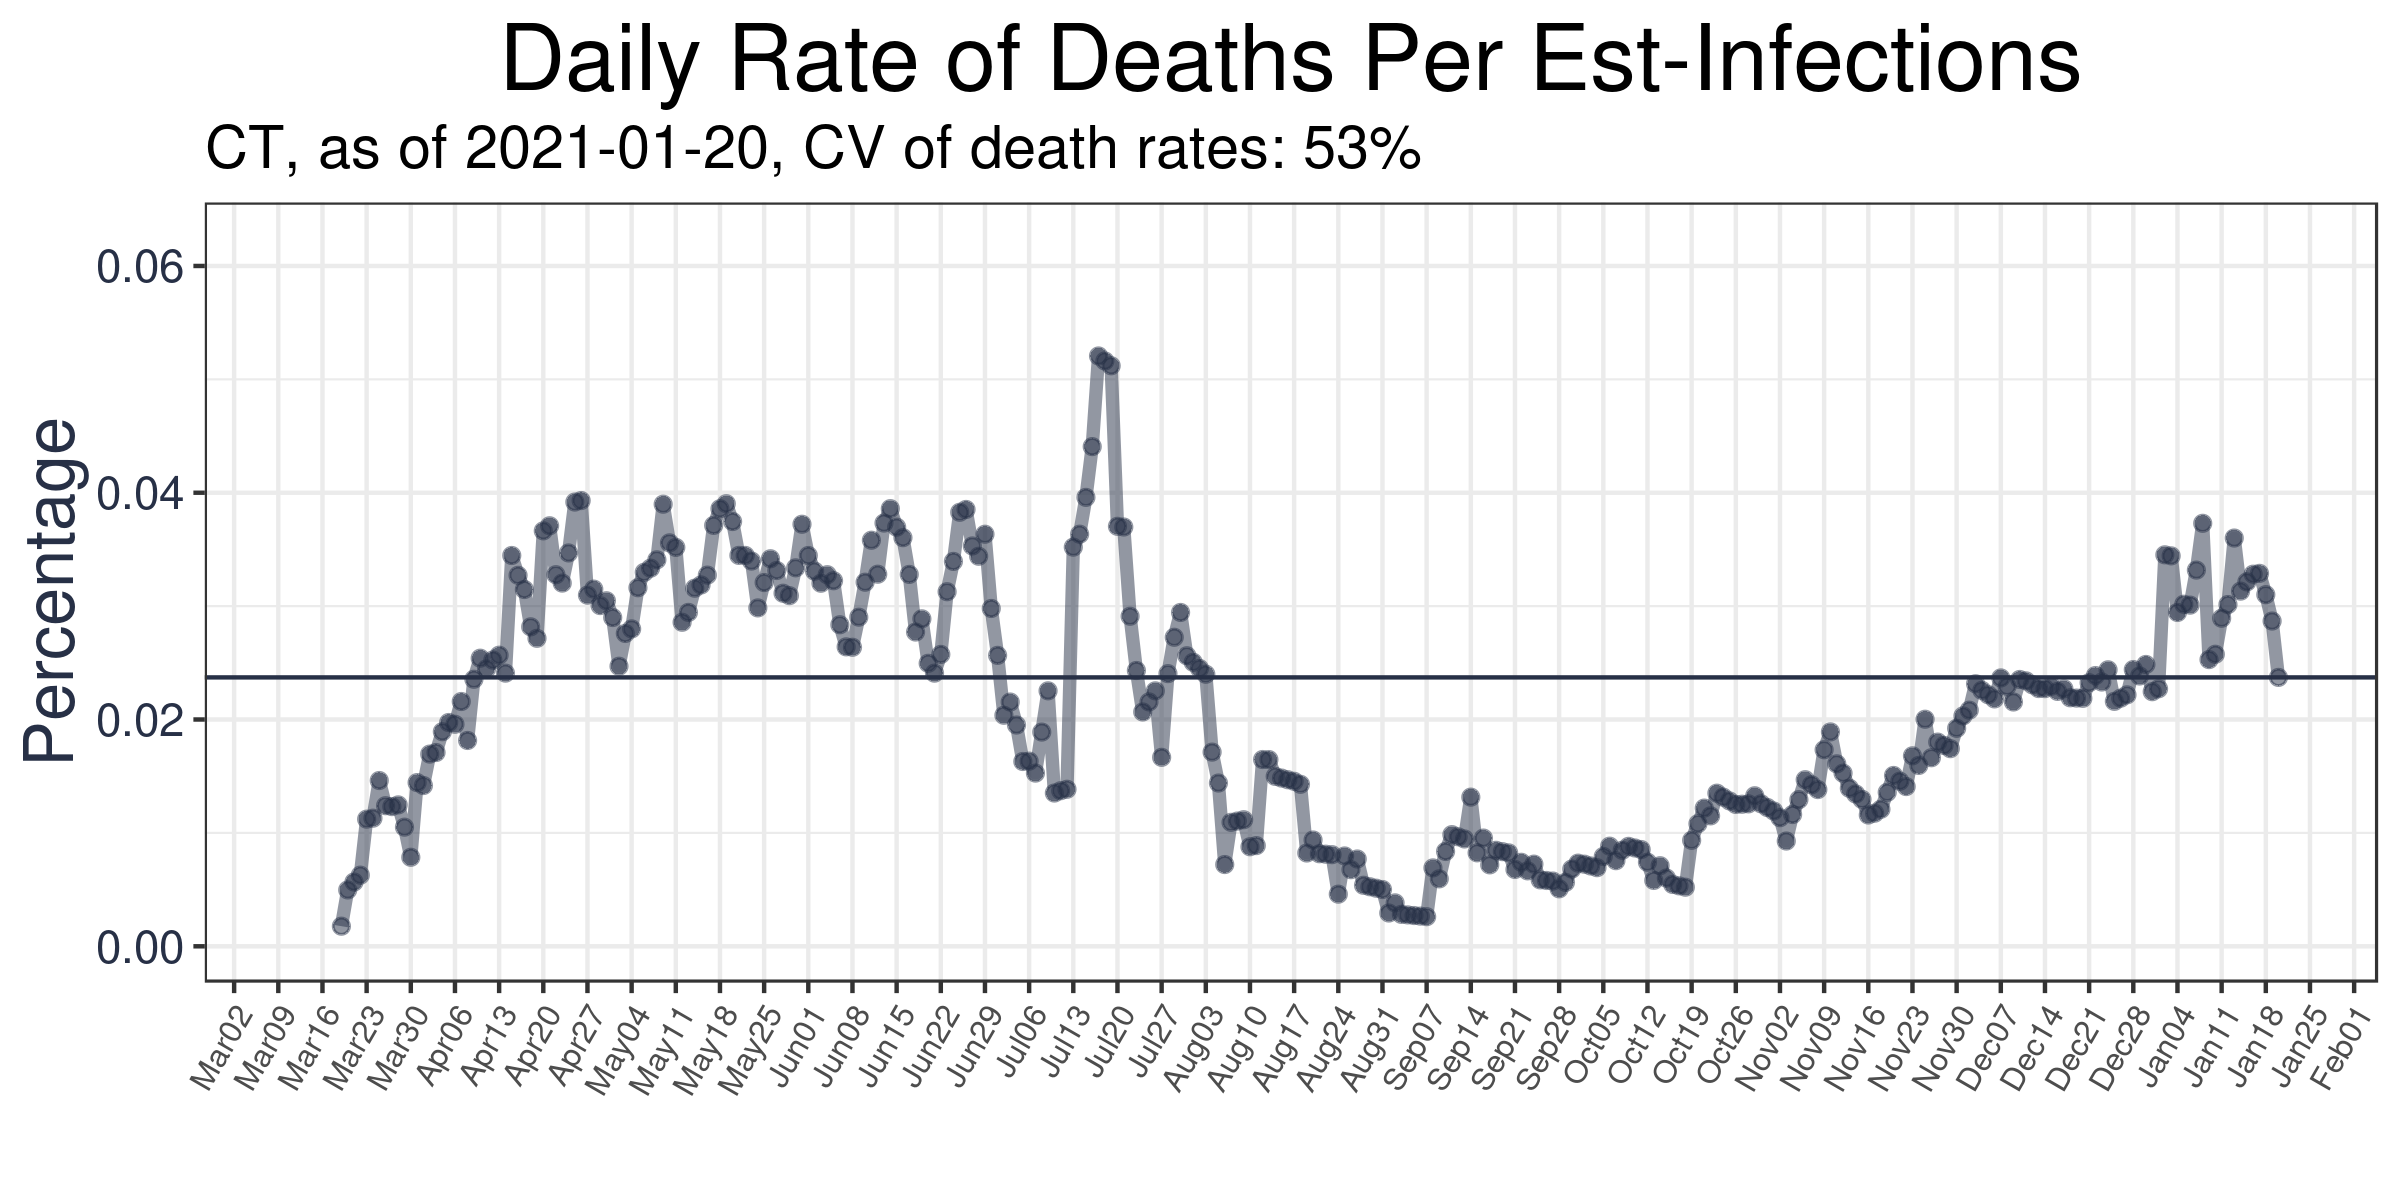 Daily Rate of Deaths Per Est-Infections
CT, as of 2021-01-20, CV of death rates: 53%
Percentage
0.06
0.04
0.02
0.00
Mar02
Mar09
Mar16
Mar23
Mar30
Apr06
Apr13
Apr20
Apr27
May04
May11
May18
May25
Jun01
Jun08
Jun15
Jun22
Jun29
Jul06
Jul13
Jul20
Jul27
Aug03
Aug10
Aug17
Aug24
Aug31
Sep07
Sep14
Sep21
Sep28
Oct05
Oct12
Oct19
Oct26
Nov02
Nov09
Nov16
Nov23
Nov30
Dec07
Dec14
Dec21
Dec28
Jan04
Jan11
Jan18
Jan25
Feb01